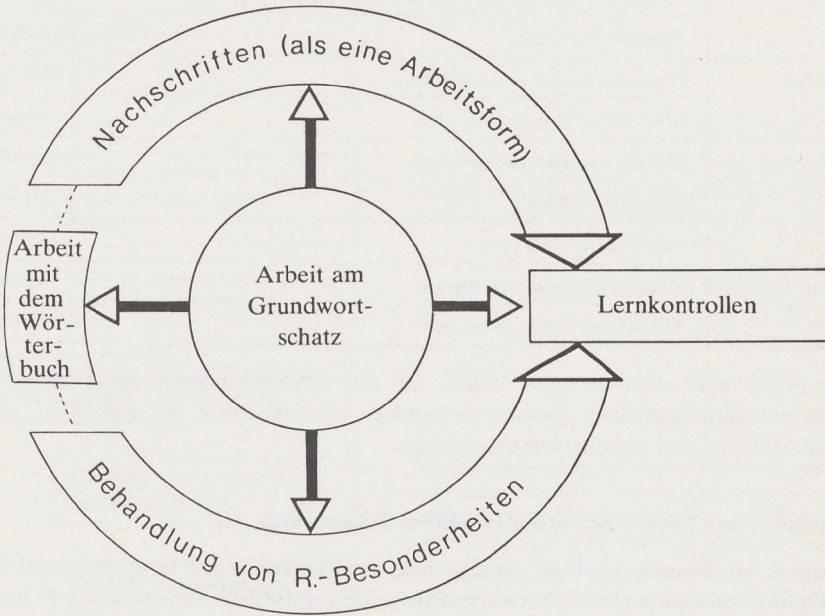 Nachschriften (als eine Arbeitsform)
Arbeit
mit
dem
Wör-
ter-
buch
Arbeit am
Grundwort-
schatz
Lernkontrollen
Behandlung von R.-Besonderheiten